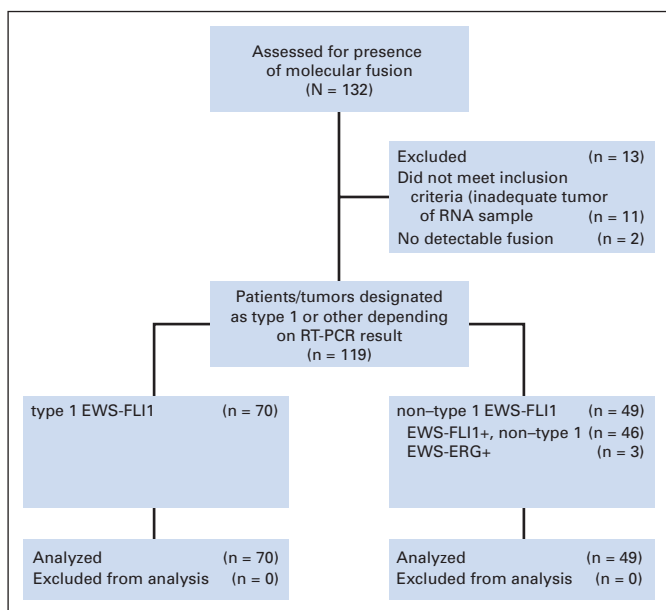 Assessed for presence
of molecular fusion
(N = 132)
Excluded (n = 13)
Did not meet inclusion
criteria (inadequate tumor
of RNA sample (n = 11)
No detectable fusion (n = 2)
Patients/tumors designated
as type 1 or other depending
on RT-PCR result
(n = 119)
type 1 EWS-FLI1 (n = 70)
non–type 1 EWS-FLI1 (n = 49)
EWS-FLI1+, non–type 1 (n = 46)
EWS-ERG+ (n = 3)
Analyzed (n = 70)
Excluded from analysis (n = 0)
Analyzed (n = 49)
Excluded from analysis (n = 0)